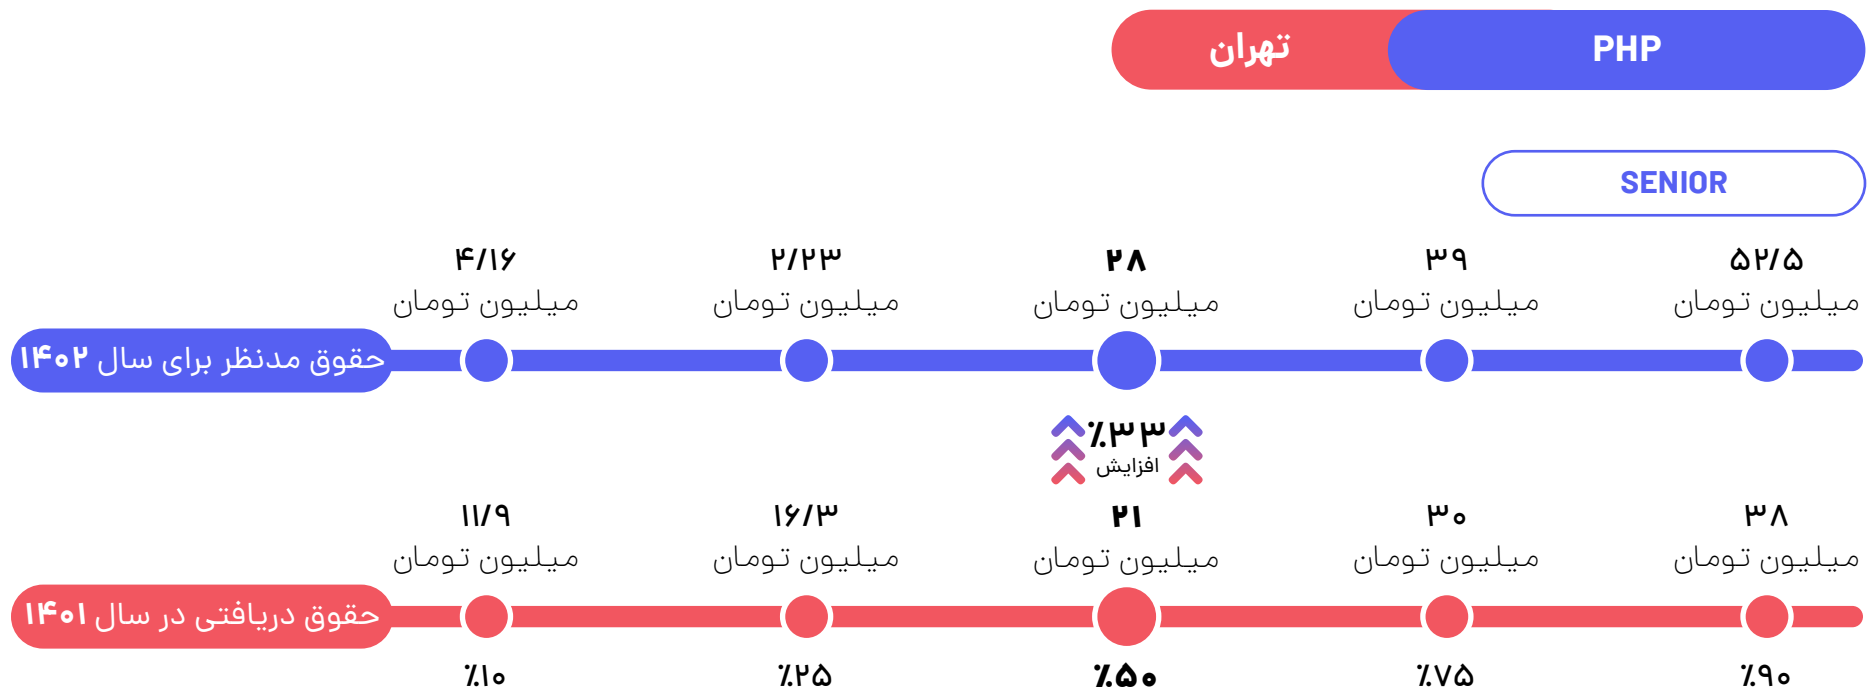 PHP تهران
SENIOR
۴/۱۶ ۲/۲۳ ۲۸ ۳۹ ۵۲/۵
میلیون تومان میلیون تومان میلیون تومان میلیون تومان میلیون تومان
حقوق مدنظر برای سال ۱۴۰۲
٪۳۳
افزایش
۱۱/۹ ۱۶/۳ ۲۱ ۳۰ ۳۸
میلیون تومان میلیون تومان میلیون تومان میلیون تومان میلیون تومان
حقوق دریافتی در سال ۱۴۰۱
٪۱۰ ٪۲۵ ٪۵۰ ٪۷۵ ٪۹۰